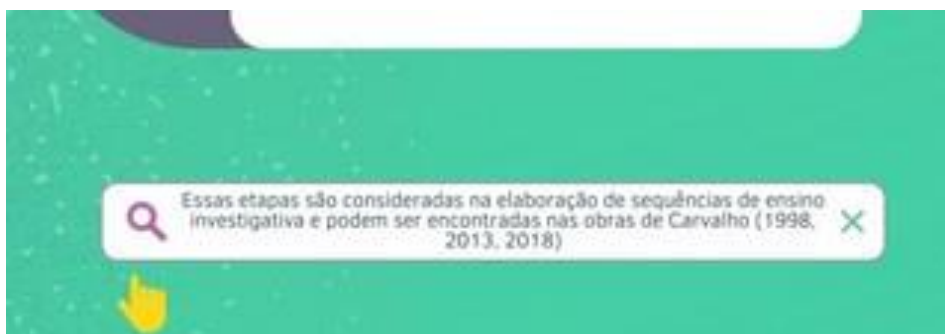 Essas etapas são consideradas na elaboração de sequências de ensino
investigativa e podem ser encontradas nas obras de Carvalho (1998,
2013, 2018)